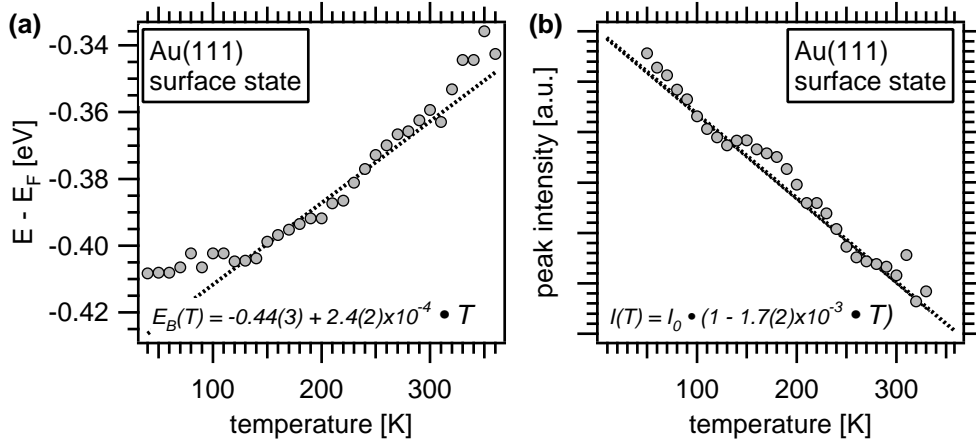 (a)
Au(111)
surface state
E - E_F [eV]
-0.34
-0.36
-0.38
-0.40
-0.42
E_B(T) = -0.44(3) + 2.4(2)x10^-4 • T
100
200
300
temperature [K]
(b)
Au(111)
surface state
peak intensity [a.u.]
I(T) = I_0 • (1 - 1.7(2)x10^-3 • T)
100
200
300
temperature [K]